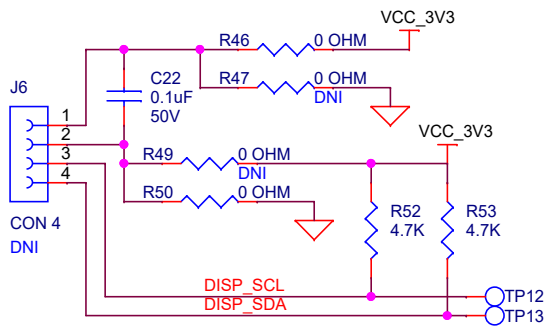 VCC_3V3
R46 0 OHM
R47 0 OHM
DNI
C22
0.1uF
50V
J6
1
2
3
4
CON 4
DNI
VCC_3V3
R49 0 OHM
DNI
R50 0 OHM
R52
4.7K
R53
4.7K
DISP_SCL
DISP_SDA
TP12
TP13